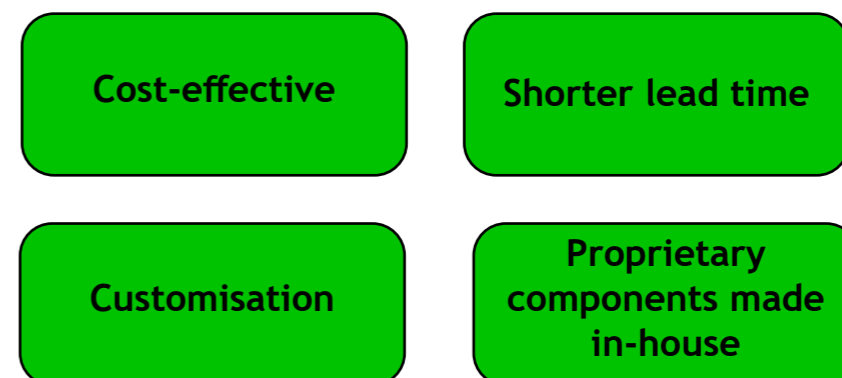 Cost-effective
Shorter lead time
Customisation
Proprietary
components made
in-house